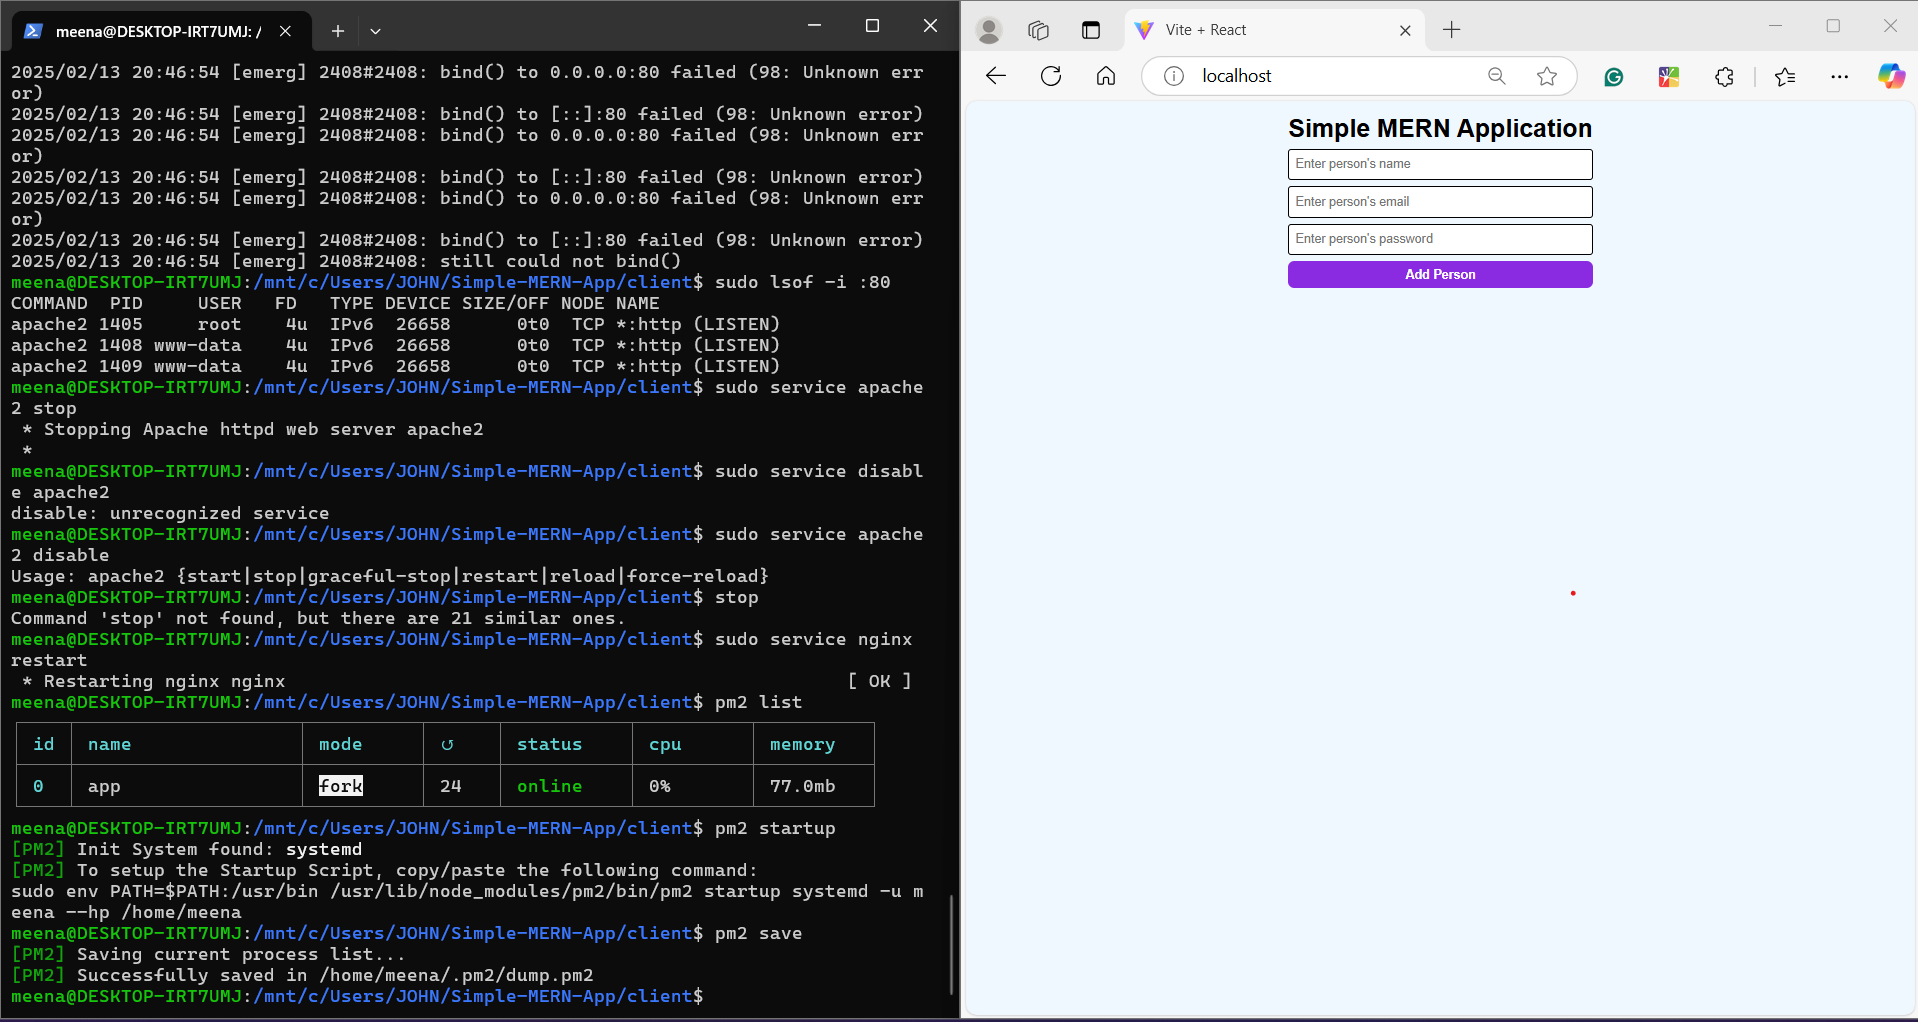 meena@DESKTOP-IRT7UMJ: /
2025/02/13 20:46:54 [emerg] 2408#2408: bind() to 0.0.0.0:80 failed (98: Unknown err
or)
2025/02/13 20:46:54 [emerg] 2408#2408: bind() to [::]:80 failed (98: Unknown error)
2025/02/13 20:46:54 [emerg] 2408#2408: bind() to 0.0.0.0:80 failed (98: Unknown err
or)
2025/02/13 20:46:54 [emerg] 2408#2408: bind() to [::]:80 failed (98: Unknown error)
2025/02/13 20:46:54 [emerg] 2408#2408: bind() to 0.0.0.0:80 failed (98: Unknown err
or)
2025/02/13 20:46:54 [emerg] 2408#2408: bind() to [::]:80 failed (98: Unknown error)
2025/02/13 20:46:54 [emerg] 2408#2408: still could not bind()
meena@DESKTOP-IRT7UMJ:/mnt/c/Users/JOHN/Simple-MERN-App/client$ sudo lsof -i :80
COMMAND  PID     USER   FD   TYPE DEVICE SIZE/OFF NODE NAME
apache2 1405     root    4u  IPv6  26658      0t0  TCP *:http (LISTEN)
apache2 1408 www-data    4u  IPv6  26658      0t0  TCP *:http (LISTEN)
apache2 1409 www-data    4u  IPv6  26658      0t0  TCP *:http (LISTEN)
meena@DESKTOP-IRT7UMJ:/mnt/c/Users/JOHN/Simple-MERN-App/client$ sudo service apache
2 stop
 * Stopping Apache httpd web server apache2
 *
meena@DESKTOP-IRT7UMJ:/mnt/c/Users/JOHN/Simple-MERN-App/client$ sudo service disabl
e apache2
disable: unrecognized service
meena@DESKTOP-IRT7UMJ:/mnt/c/Users/JOHN/Simple-MERN-App/client$ sudo service apache
2 disable
Usage: apache2 {start|stop|graceful-stop|restart|reload|force-reload}
meena@DESKTOP-IRT7UMJ:/mnt/c/Users/JOHN/Simple-MERN-App/client$ stop
Command 'stop' not found, but there are 21 similar ones.
meena@DESKTOP-IRT7UMJ:/mnt/c/Users/JOHN/Simple-MERN-App/client$ sudo service nginx
restart
 * Restarting nginx nginx [ OK ]
meena@DESKTOP-IRT7UMJ:/mnt/c/Users/JOHN/Simple-MERN-App/client$ pm2 list
id name mode ↺ status cpu memory
0 app fork 24 online 0% 77.0mb
meena@DESKTOP-IRT7UMJ:/mnt/c/Users/JOHN/Simple-MERN-App/client$ pm2 startup
[PM2] Init System found: systemd
[PM2] To setup the Startup Script, copy/paste the following command:
sudo env PATH=$PATH:/usr/bin /usr/lib/node_modules/pm2/bin/pm2 startup systemd -u m
eena --hp /home/meena
meena@DESKTOP-IRT7UMJ:/mnt/c/Users/JOHN/Simple-MERN-App/client$ pm2 save
[PM2] Saving current process list...
[PM2] Successfully saved in /home/meena/.pm2/dump.pm2
meena@DESKTOP-IRT7UMJ:/mnt/c/Users/JOHN/Simple-MERN-App/client$
Vite + React
localhost
Simple MERN Application
Enter person's name
Enter person's email
Enter person's password
Add Person